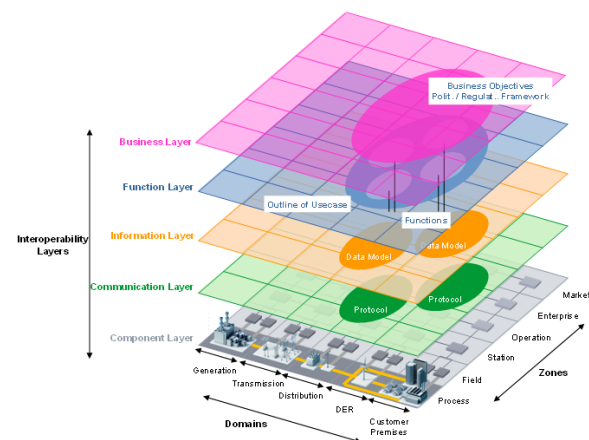 Business Objectives
Polit. / Regulat.. Framework
Business Layer
Function Layer
Outline of Usecase
Functions
Interoperability
Layers
Information Layer
Data Model
Data Model
Communication Layer
Protocol
Protocol
Component Layer
Market
Enterprise
Operation
Station
Field
Process
Zones
Generation
Transmission
Distribution
DER
Customer
Premises
Domains